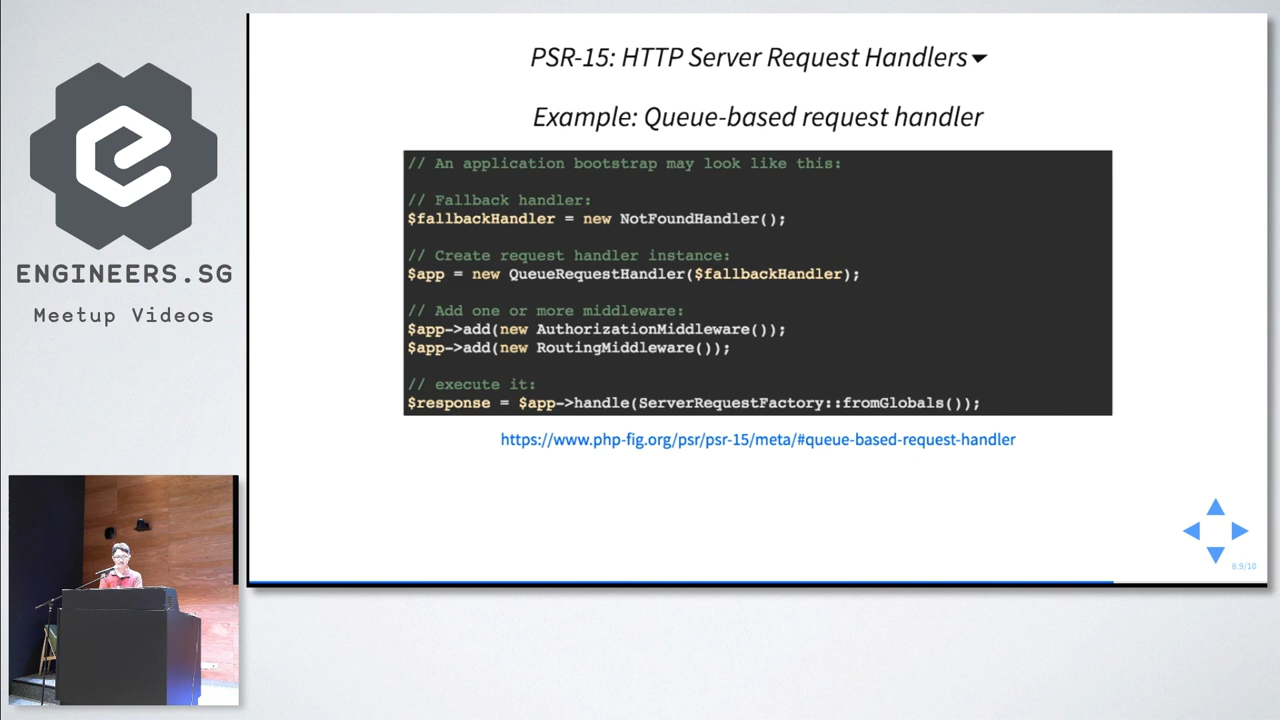 ENGINEERS.SG
Meetup Videos
PSR-15: HTTP Server Request Handlers
Example: Queue-based request handler
// An application bootstrap may look like this:
// Fallback handler:
$fallbackHandler = new NotFoundHandler();
// Create request handler instance:
$app = new QueueRequestHandler($fallbackHandler);
// Add one or more middleware:
$app->add(new AuthorizationMiddleware());
$app->add(new RoutingMiddleware());
// execute it:
$response = $app->handle(ServerRequestFactory::fromGlobals());
https://www.php-fig.org/psr/psr-15/meta/#queue-based-request-handler
8.9/10